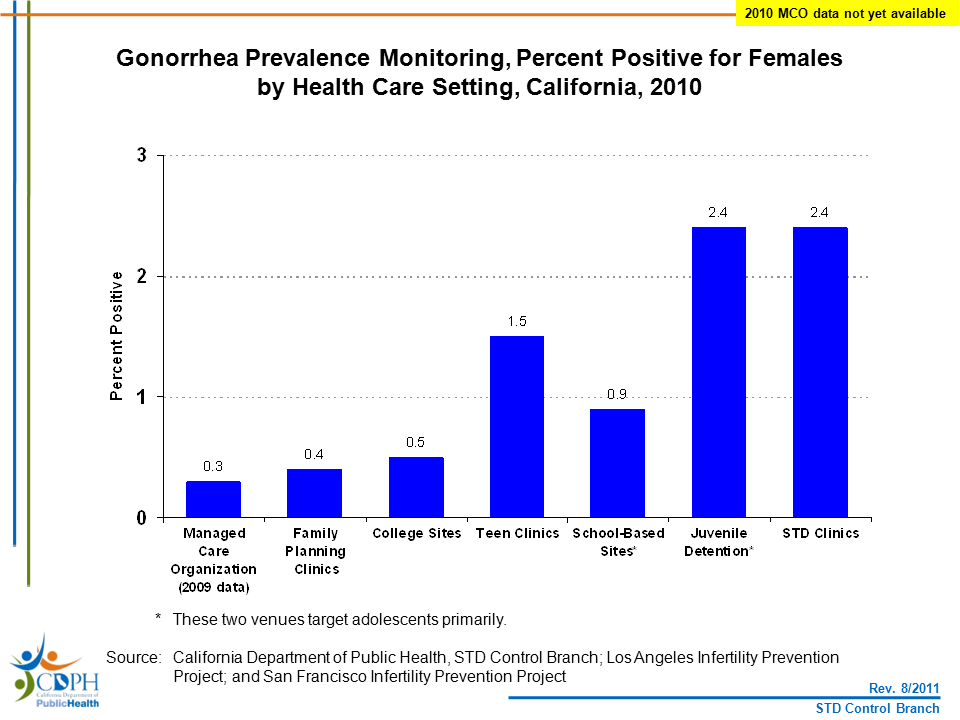 2010 MCO data not yet available
Gonorrhea Prevalence Monitoring, Percent Positive for Females
by Health Care Setting, California, 2010
Percent Positive
3
2
1
0
0.3
0.4
0.5
1.5
0.9
2.4
2.4
Managed
Care
Organization
(2009 data)
Family
Planning
Clinics
College Sites
Teen Clinics
School-Based
Sites*
Juvenile
Detention*
STD Clinics
* These two venues target adolescents primarily.
Source: California Department of Public Health, STD Control Branch; Los Angeles Infertility Prevention
Project; and San Francisco Infertility Prevention Project
CDPH
California Department of
PublicHealth
Rev. 8/2011
STD Control Branch